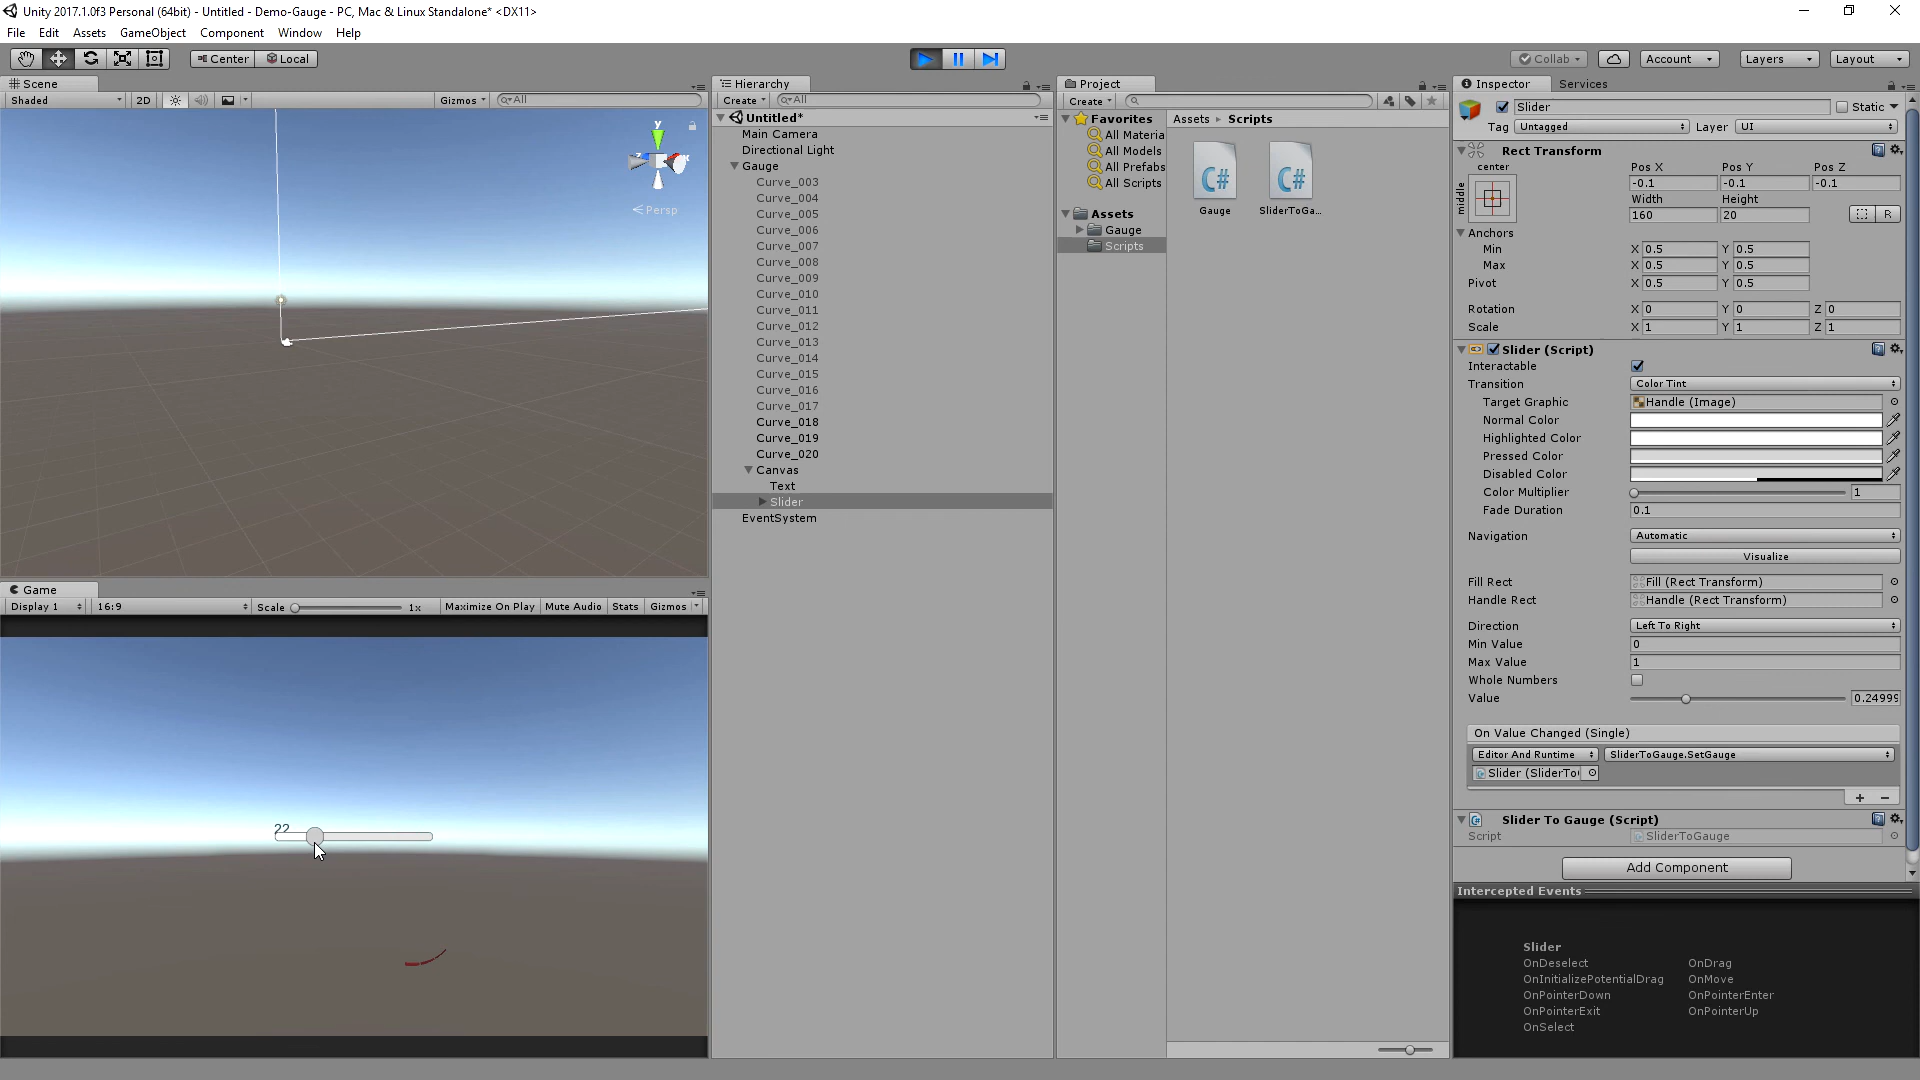 Unity 2017.1.0f3 Personal (64bit) - Untitled - Demo-Gauge - PC, Mac & Linux Standalone* <DX11>
File Edit Assets GameObject Component Window Help
Center Local
Collab Account Layers Layout
Scene
Shaded 2D Gizmos All
y
Persp
Game
Display 1 16:9 Scale 1x Maximize On Play Mute Audio Stats Gizmos
22
Hierarchy
Create All
Untitled*
Main Camera
Directional Light
Gauge
Curve_003
Curve_004
Curve_005
Curve_006
Curve_007
Curve_008
Curve_009
Curve_010
Curve_011
Curve_012
Curve_013
Curve_014
Curve_015
Curve_016
Curve_017
Curve_018
Curve_019
Curve_020
Canvas
Text
Slider
EventSystem
Project
Create
Favorites
All Materia
All Models
All Prefabs
All Scripts
Assets
Gauge
Scripts
Assets Scripts
C# C#
Gauge SliderToGa...
Inspector Services
Slider Static
Tag Untagged Layer UI
Rect Transform
center Pos X Pos Y Pos Z
middle -0.1 -0.1 -0.1
Width Height
160 20 R
Anchors
Min X 0.5 Y 0.5
Max X 0.5 Y 0.5
Pivot X 0.5 Y 0.5
Rotation X 0 Y 0 Z 0
Scale X 1 Y 1 Z 1
Slider (Script)
Interactable
Transition Color Tint
Target Graphic Handle (Image)
Normal Color
Highlighted Color
Pressed Color
Disabled Color
Color Multiplier 1
Fade Duration 0.1
Navigation Automatic
Visualize
Fill Rect Fill (Rect Transform)
Handle Rect Handle (Rect Transform)
Direction Left To Right
Min Value 0
Max Value 1
Whole Numbers
Value 0.24999
On Value Changed (Single)
Editor And Runtime SliderToGauge.SetGauge
Slider (SliderTo
Slider To Gauge (Script)
Script SliderToGauge
Add Component
Intercepted Events
Slider
OnDeselect OnDrag
OnInitializePotentialDrag OnMove
OnPointerDown OnPointerEnter
OnPointerExit OnPointerUp
OnSelect